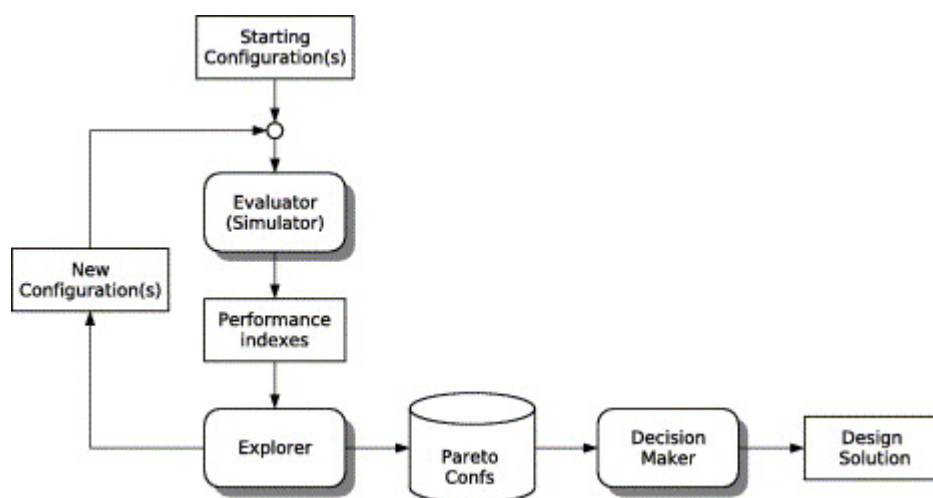 Starting
Configuration(s)
Evaluator
(Simulator)
New
Configuration(s)
Performance
indexes
Explorer
Pareto
Confs
Decision
Maker
Design
Solution